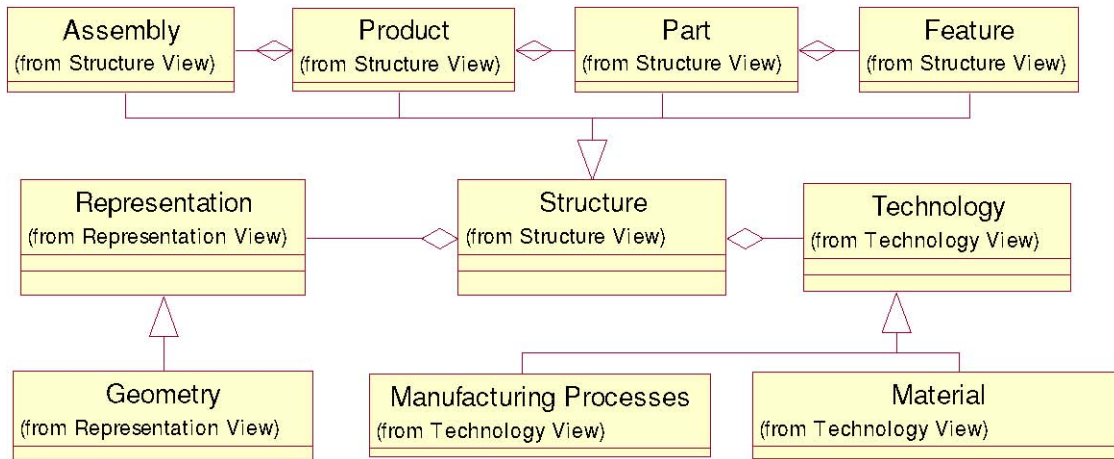 Assembly
(from Structure View)
Product
(from Structure View)
Part
(from Structure View)
Feature
(from Structure View)
Representation
(from Representation View)
Structure
(from Structure View)
Technology
(from Technology View)
Geometry
(from Representation View)
Manufacturing Processes
(from Technology View)
Material
(from Technology View)